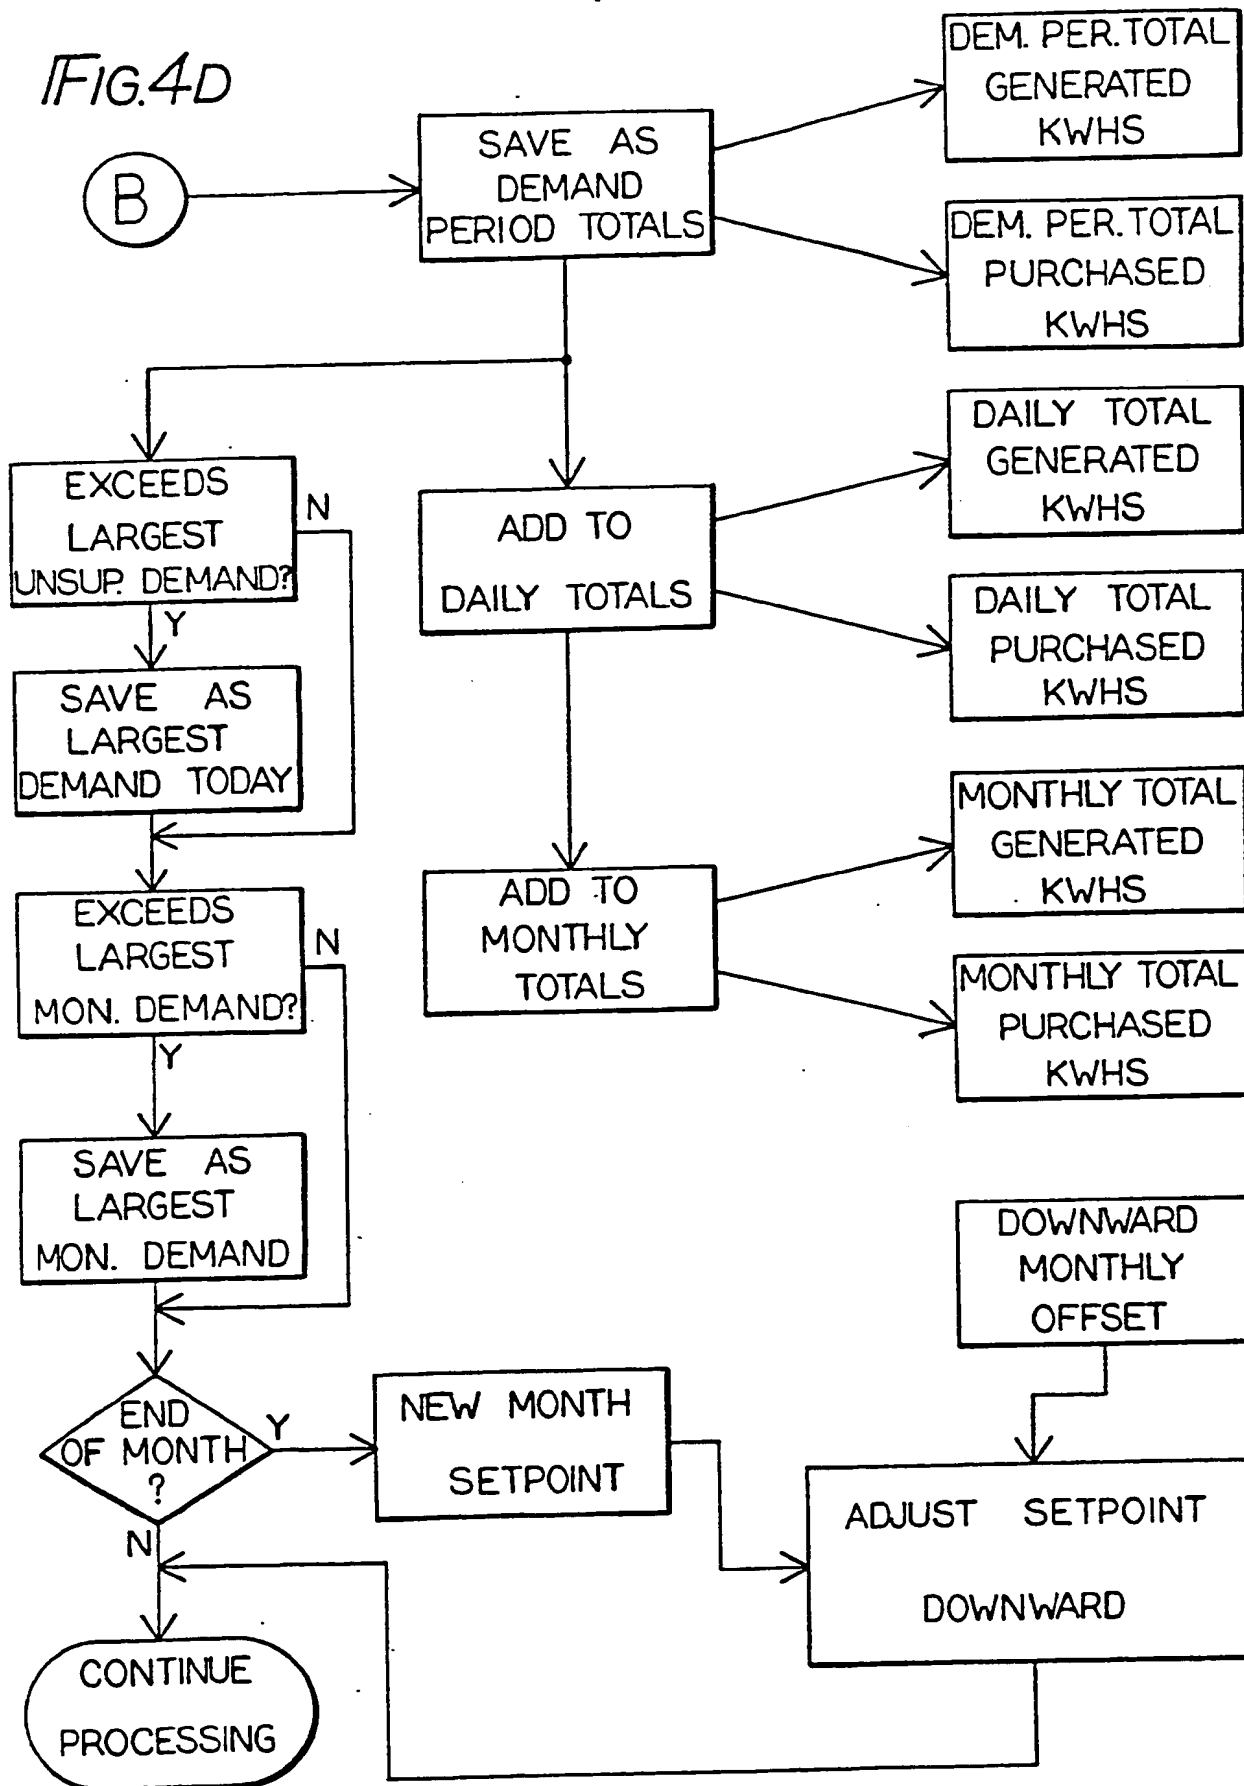 FIG. 4D
B
SAVE AS
DEMAND
PERIOD TOTALS
DEM. PER. TOTAL
GENERATED
KWHS
DEM. PER. TOTAL
PURCHASED
KWHS
EXCEEDS
LARGEST
UNSUP. DEMAND?
N
Y
SAVE AS
LARGEST
DEMAND TODAY
ADD TO
DAILY TOTALS
DAILY TOTAL
GENERATED
KWHS
DAILY TOTAL
PURCHASED
KWHS
EXCEEDS
LARGEST
MON. DEMAND?
N
Y
SAVE AS
LARGEST
MON. DEMAND
ADD TO
MONTHLY
TOTALS
MONTHLY TOTAL
GENERATED
KWHS
MONTHLY TOTAL
PURCHASED
KWHS
DOWNWARD
MONTHLY
OFFSET
END
OF MONTH
?
Y
N
NEW MONTH
SETPOINT
ADJUST SETPOINT
DOWNWARD
CONTINUE
PROCESSING